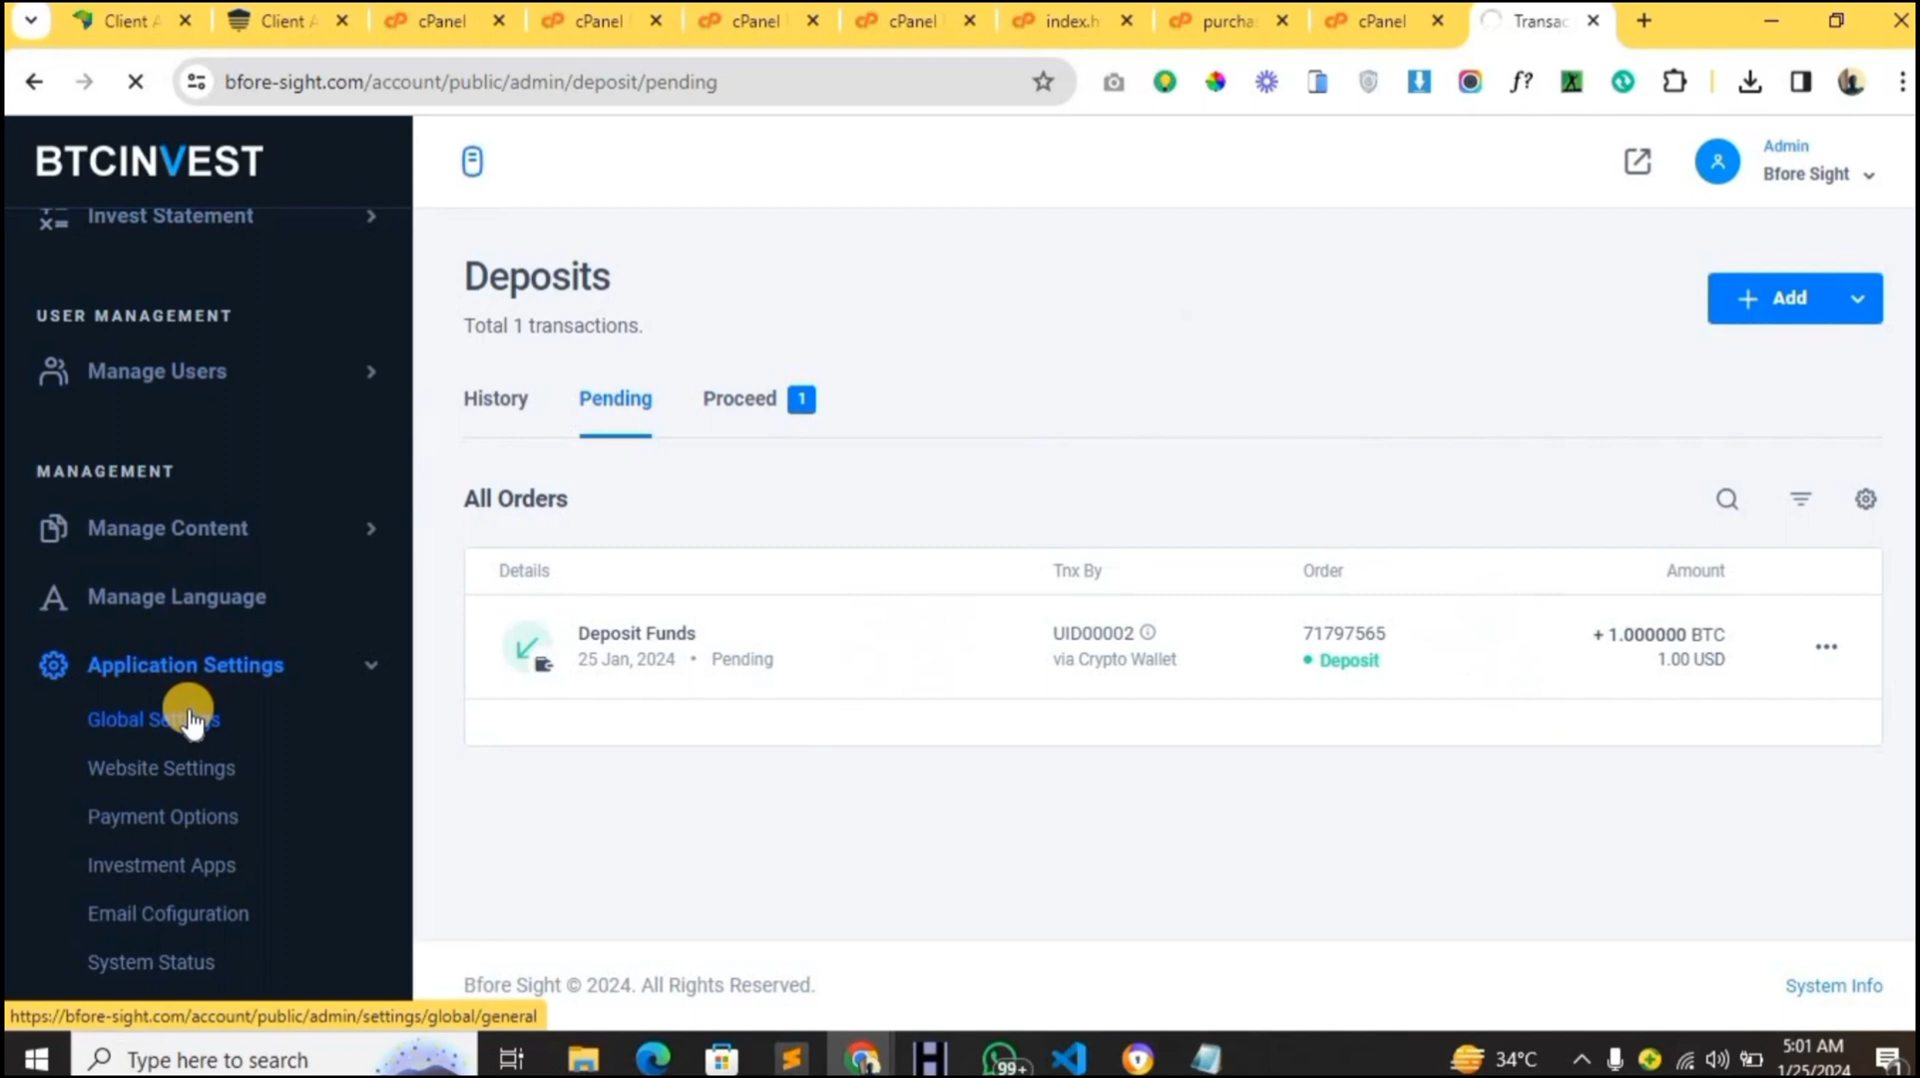 Client A
Client A
cPanel
cPanel
cPanel
cPanel
index.h
purcha
cPanel
Transac
bfore-sight.com/account/public/admin/deposit/pending
f?
BTCINVEST
Admin
Bfore Sight
Invest Statement
USER MANAGEMENT
Manage Users
MANAGEMENT
Manage Content
Manage Language
Application Settings
Global Settings
Website Settings
Payment Options
Investment Apps
Email Cofiguration
System Status
Deposits
Total 1 transactions.
Add
History
Pending
Proceed 1
All Orders
Details Tnx By Order Amount
Deposit Funds UID00002 71797565 + 1.000000 BTC
25 Jan, 2024 • Pending via Crypto Wallet • Deposit 1.00 USD
Bfore Sight © 2024. All Rights Reserved.
System Info
https://bfore-sight.com/account/public/admin/settings/global/general
Type here to search
99+
34°C
5:01 AM
1/25/2024
1